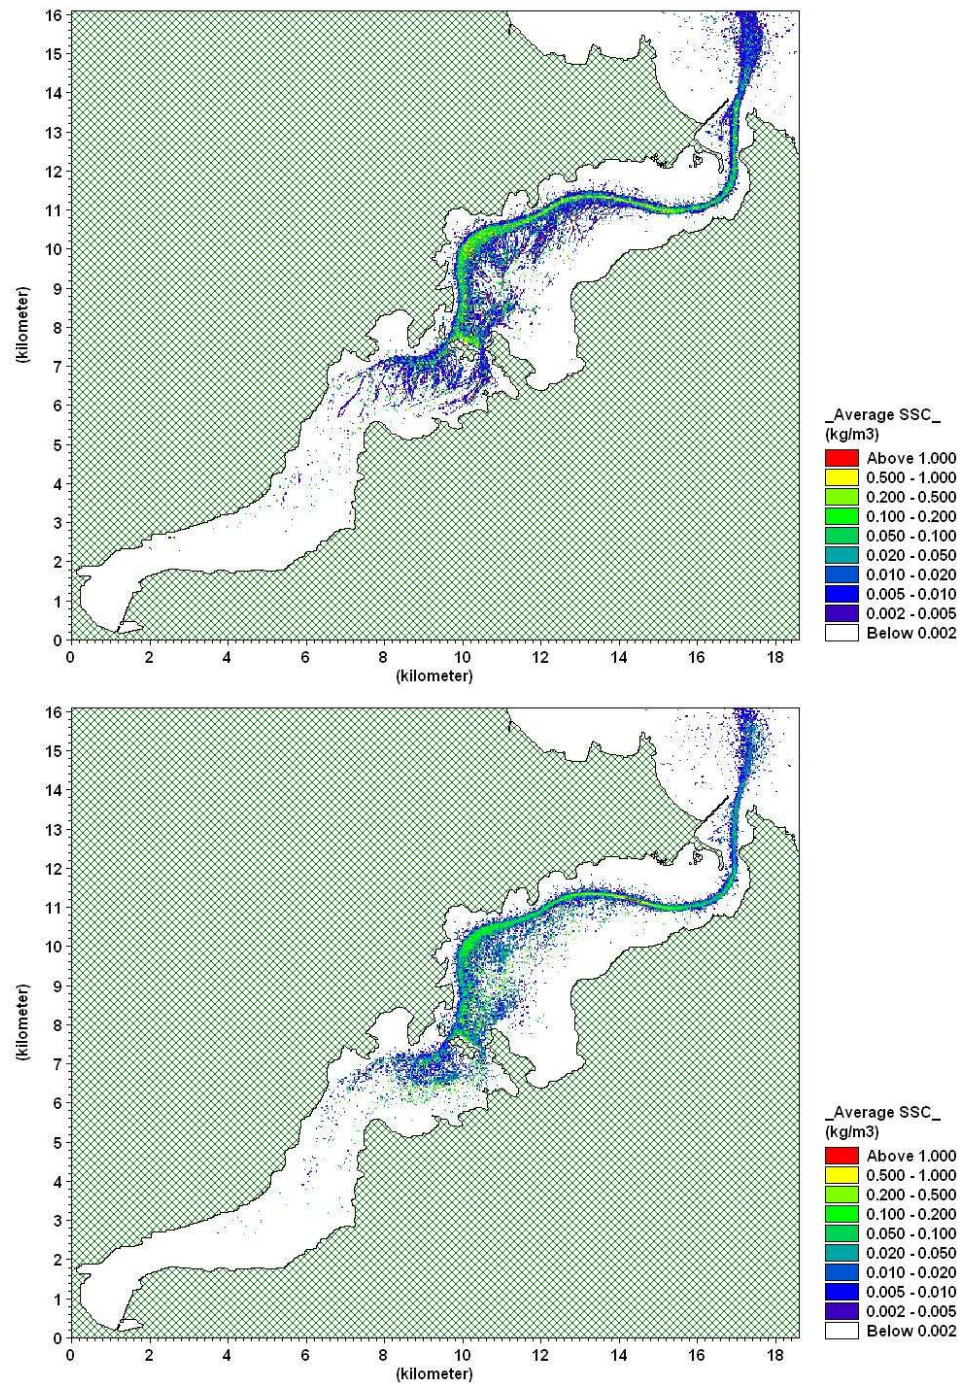 16
15
14
13
12
11
10
9
8
7
6
5
4
3
2
1
0
(kilometer)
0 2 4 6 8 10 12 14 16 18
(kilometer)
_Average SSC_
(kg/m3)
Above 1.000
0.500 - 1.000
0.200 - 0.500
0.100 - 0.200
0.050 - 0.100
0.020 - 0.050
0.010 - 0.020
0.005 - 0.010
0.002 - 0.005
Below 0.002
16
15
14
13
12
11
10
9
8
7
6
5
4
3
2
1
0
(kilometer)
0 2 4 6 8 10 12 14 16 18
(kilometer)
_Average SSC_
(kg/m3)
Above 1.000
0.500 - 1.000
0.200 - 0.500
0.100 - 0.200
0.050 - 0.100
0.020 - 0.050
0.010 - 0.020
0.005 - 0.010
0.002 - 0.005
Below 0.002